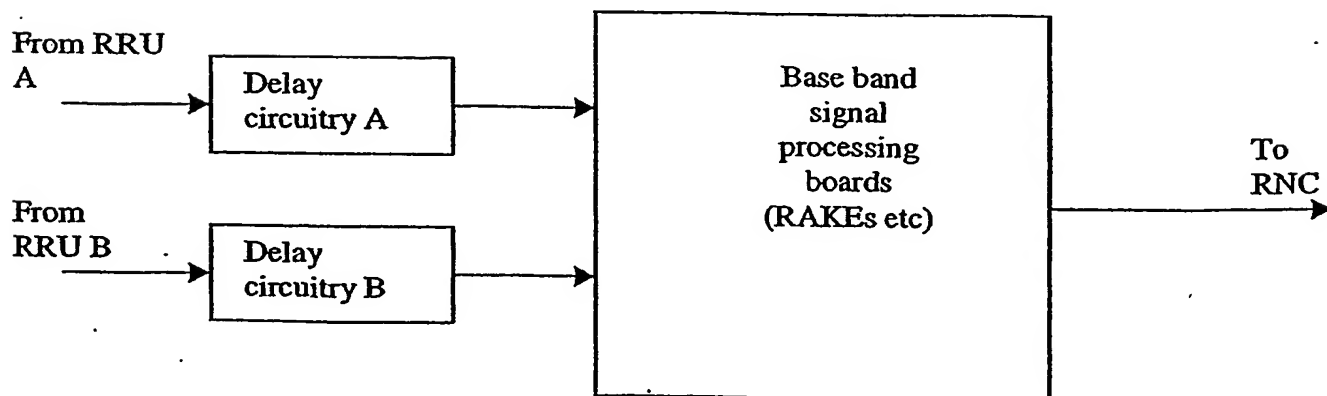 From RRU
A
Delay
circuitry A
From
RRU B
Delay
circuitry B
Base band
signal
processing
boards
(RAKEs etc)
To
RNC